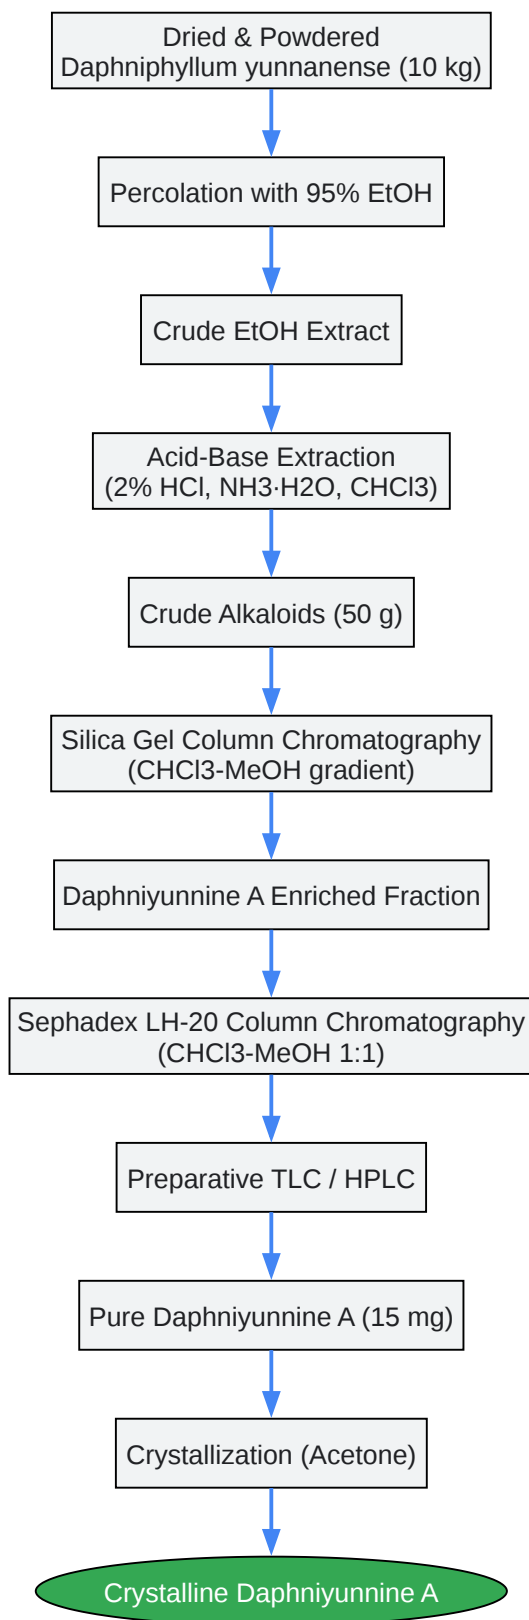 Dried & Powdered
Daphniphyllum yunnanense (10 kg)
Percolation with 95% EtOH
Crude EtOH Extract
Acid-Base Extraction
(2% HCl, NH3·H2O, CHCl3)
Crude Alkaloids (50 g)
Silica Gel Column Chromatography
(CHCl3-MeOH gradient)
Daphniyunnine A Enriched Fraction
Sephadex LH-20 Column Chromatography
(CHCl3-MeOH 1:1)
Preparative TLC / HPLC
Pure Daphniyunnine A (15 mg)
Crystallization (Acetone)
Crystalline Daphniyunnine A